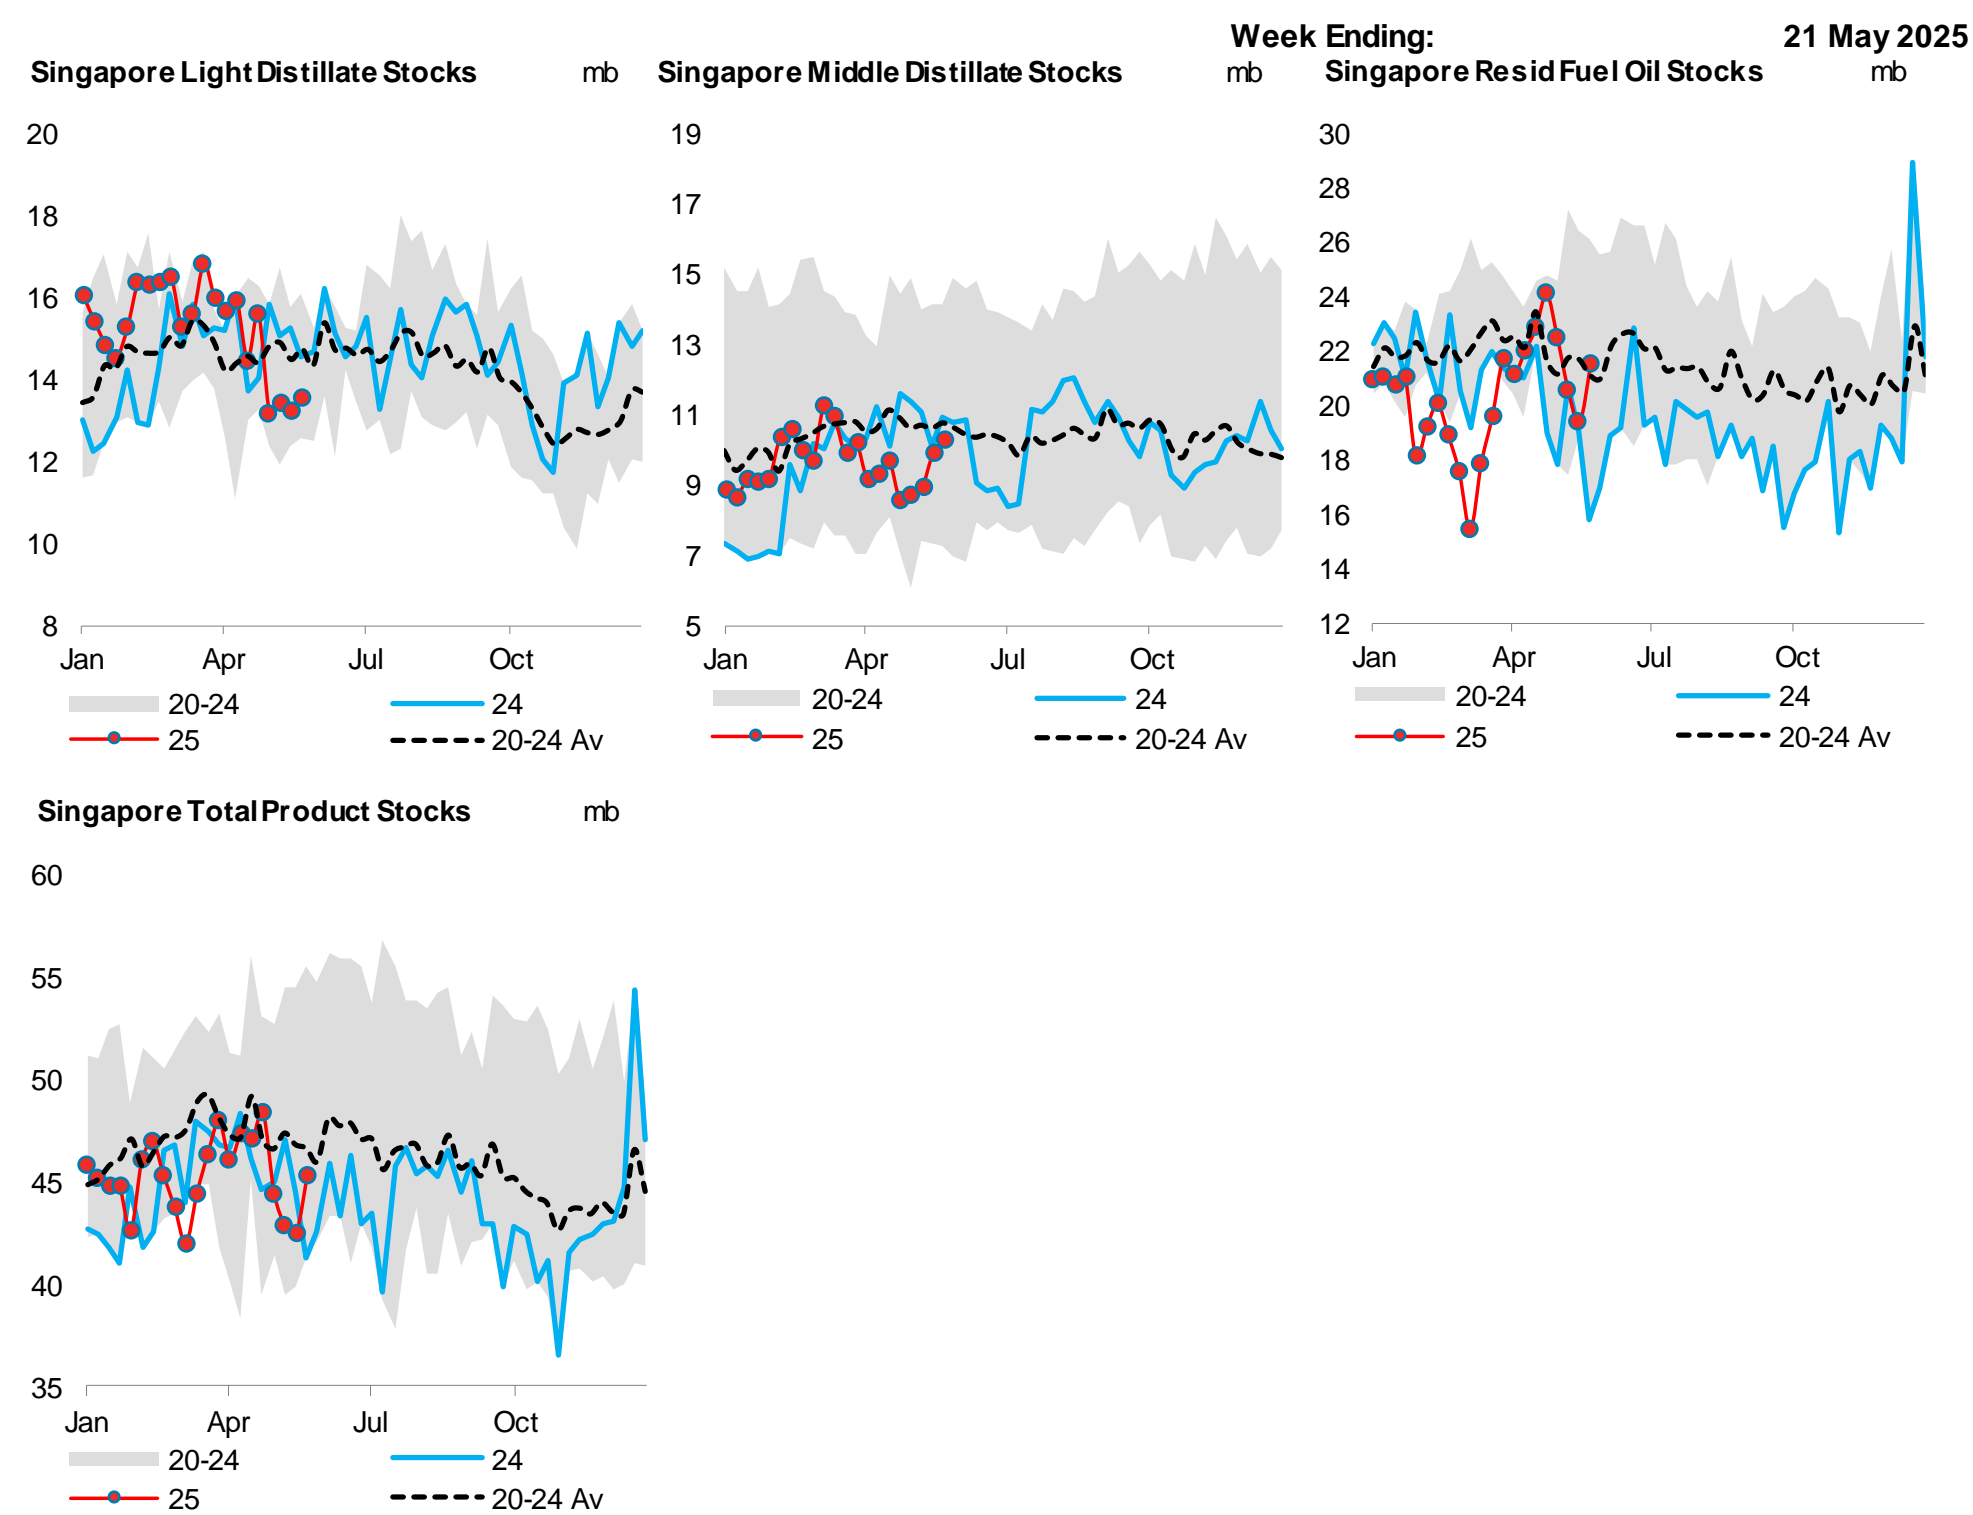 Week Ending: 21 May 2025
Singapore Light Distillate Stocks mb
Singapore Middle Distillate Stocks mb
Singapore Resid Fuel Oil Stocks mb
20
18
16
14
12
10
8
Jan Apr Jul Oct
20-24 24
25 20-24 Av
19
17
15
13
11
9
7
5
Jan Apr Jul Oct
20-24 24
25 20-24 Av
30
28
26
24
22
20
18
16
14
12
Jan Apr Jul Oct
20-24 24
25 20-24 Av
Singapore Total Product Stocks mb
60
55
50
45
40
35
Jan Apr Jul Oct
20-24 24
25 20-24 Av